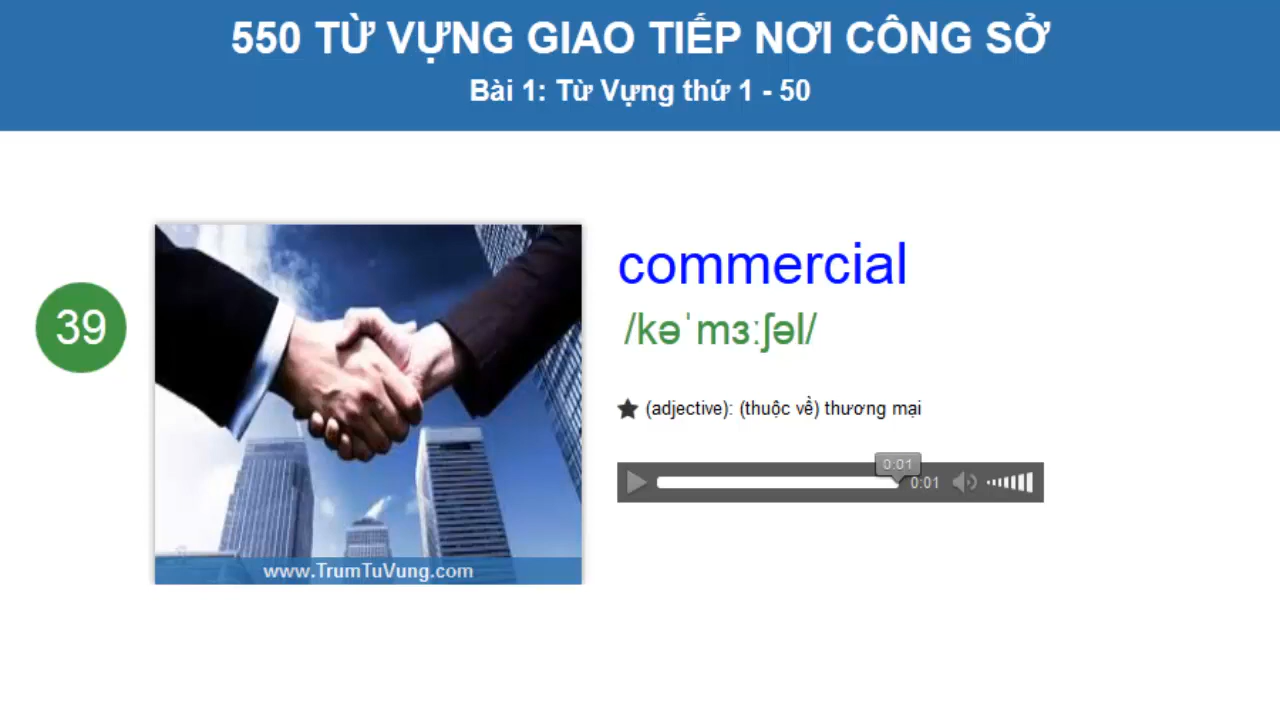 550 TỪ VỰNG GIAO TIẾP NƠI CÔNG SỞ
Bài 1: Từ Vựng thứ 1 - 50
39
commercial
/kəˈmɜːʃəl/
(adjective): (thuộc về) thương mại
0:01
0:01
www.TrumTuVung.com